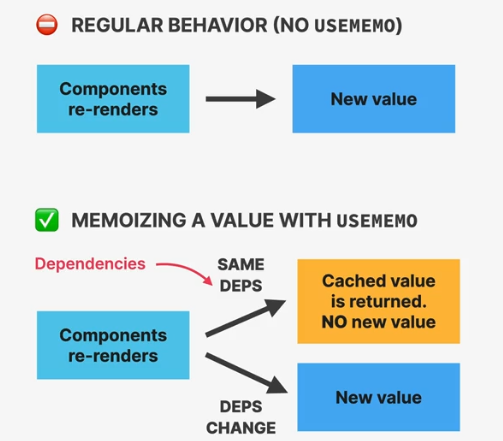 REGULAR BEHAVIOR (NO USEMEMO)
Components
re-renders
New value
MEMOIZING A VALUE WITH USEMEMO
Dependencies
SAME
DEPS
Cached value
is returned.
NO new value
Components
re-renders
DEPS
CHANGE
New value